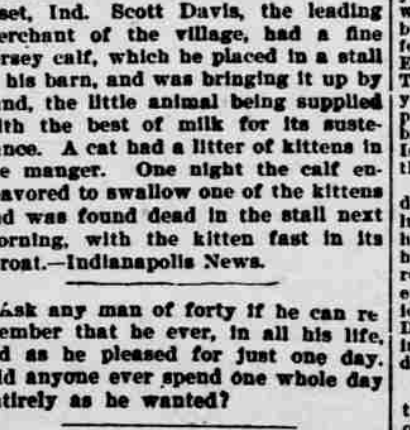 set, Ind. Scott Davis, the leading
erchant of the village, had a fine
ersey calf, which he placed in a stall
his barn, and was bringing it up by
nd, the little animal being supplied
ith the best of milk for its suste-
nce. A cat had a litter of kittens in
e manger. One night the calf en-
avored to swallow one of the kittens
d was found dead in the stall next
orning, with the kitten fast in its
roat.—Indianapolis News.
Ask any man of forty if he can re
ember that he ever, in all his life,
d as he pleased for just one day.
d anyone ever spend one whole day
tirely as he wanted?